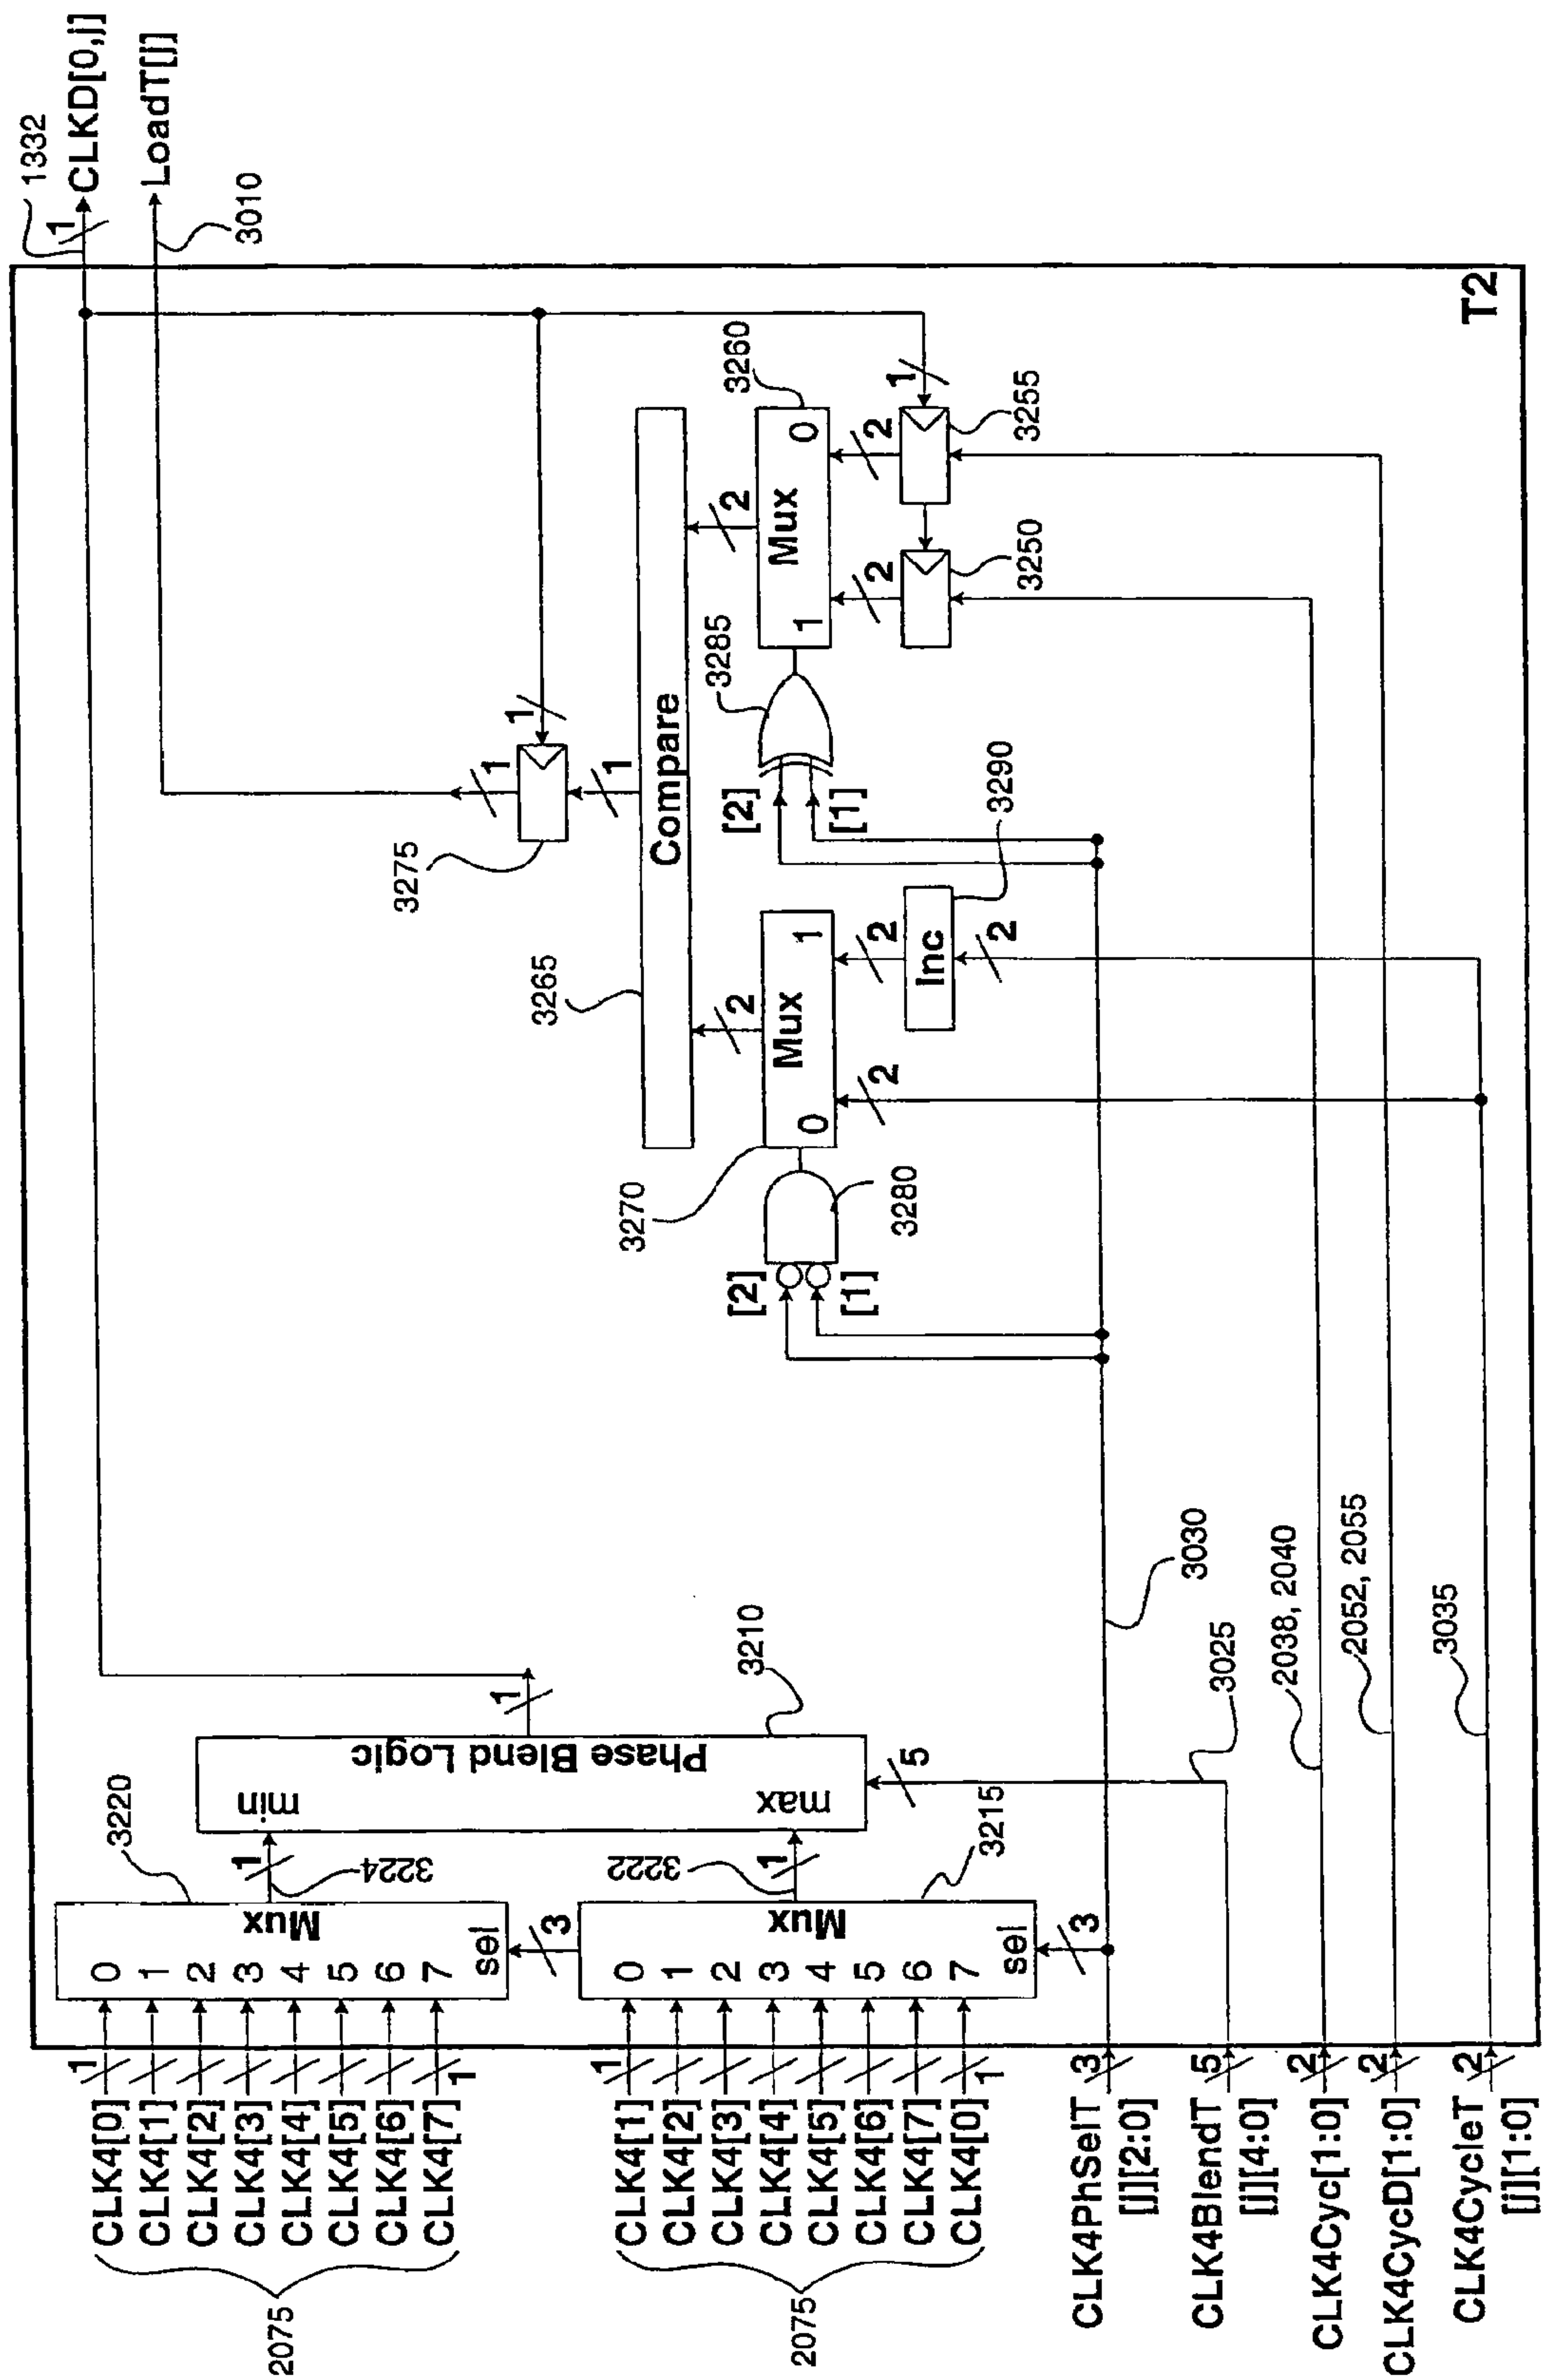 CLK4[0]
CLK4[1]
CLK4[2]
CLK4[3]
CLK4[4]
CLK4[5]
CLK4[6]
CLK4[7]
2075
1
1
0
1
2
3
4
5
6
7
sel
Mux
3220
3
1
3224
CLK4[1]
CLK4[2]
CLK4[3]
CLK4[4]
CLK4[5]
CLK4[6]
CLK4[7]
CLK4[0]
2075
1
1
0
1
2
3
4
5
6
7
sel
Mux
3215
3
1
3222
min
max
Phase Blend Logic
3210
5
1
CLK4PhSelT
[j][2:0]
3
3030
CLK4BlendT
[j][4:0]
5
3025
CLK4Cyc[1:0]
2
2038, 2040
CLK4CycD[1:0]
2
2052, 2055
CLK4CycleT
[j][1:0]
2
3035
[2]
[1]
3280
3270
0
Mux
1
2
2
Inc
2
3290
2
3265
Compare
[2]
[1]
3285
1
Mux
0
3260
2
2
2
3250
3255
1
3275
1
1
1
1
1332
CLKD[0,j]
LoadT[j]
3010
T2